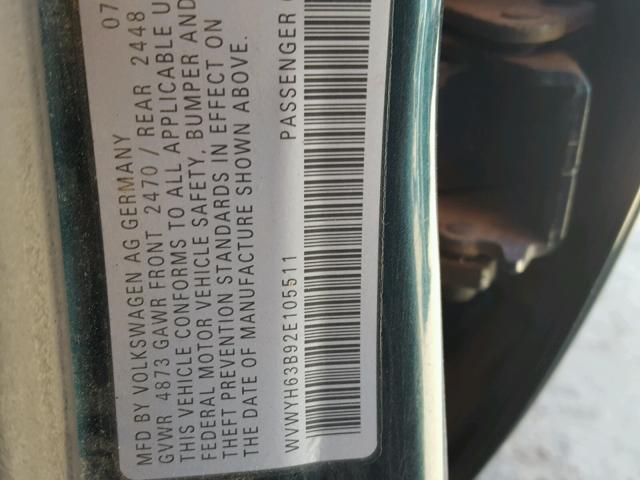 MFD BY VOLKSWAGEN AG GERMANY 07
GVWR 4873 GAWR FRONT 2470 / REAR 2448
THIS VEHICLE CONFORMS TO ALL APPLICABLE U
FEDERAL MOTOR VEHICLE SAFETY, BUMPER AND
THEFT PREVENTION STANDARDS IN EFFECT ON
THE DATE OF MANUFACTURE SHOWN ABOVE.
WVWYH63B92E105511 PASSENGER